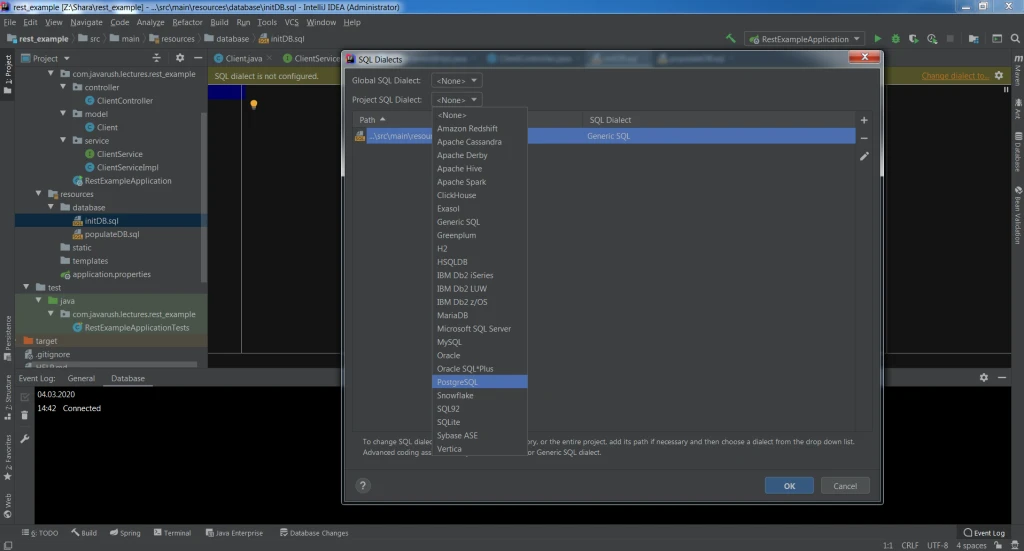 rest_example [Z:\Shara\rest_example] - ...\src\main\resources\database\initDB.sql - IntelliJ IDEA (Administrator)
File Edit View Navigate Code Analyze Refactor Build Run Tools VCS Window Help
rest_example src main resources database initDB.sql
RestExampleApplication
Project
Client.java
ClientService
SQL dialect is not configured.
Change dialect to...
com.javarush.lectures.rest_example
controller
ClientController
model
Client
service
ClientService
ClientServiceImpl
RestExampleApplication
resources
database
initDB.sql
populateDB.sql
static
templates
application.properties
test
java
com.javarush.lectures.rest_example
RestExampleApplicationTests
target
.gitignore
HELP.md
1: Project
Persistence
7: Structure
2: Favorites
Web
Maven
Ant
Database
Bean Validation
SQL Dialects
Global SQL Dialect: <None>
Project SQL Dialect: <None>
Path
SQL Dialect
...\src\main\resour
Generic SQL
<None>
Amazon Redshift
Apache Cassandra
Apache Derby
Apache Hive
Apache Spark
ClickHouse
Exasol
Generic SQL
Greenplum
H2
HSQLDB
IBM Db2 iSeries
IBM Db2 LUW
IBM Db2 z/OS
MariaDB
Microsoft SQL Server
MySQL
Oracle
Oracle SQL*Plus
PostgreSQL
Snowflake
SQL92
SQLite
Sybase ASE
Vertica
To change SQL dialec
ory, or the entire project, add its path if necessary and then choose a dialect from the drop down list.
Advanced coding ass
or Generic SQL dialect.
?
OK
Cancel
Event Log: General Database
04.03.2020
14:42 Connected
6: TODO Build Spring Terminal Java Enterprise Database Changes
Event Log
1:1 CRLF UTF-8 4 spaces